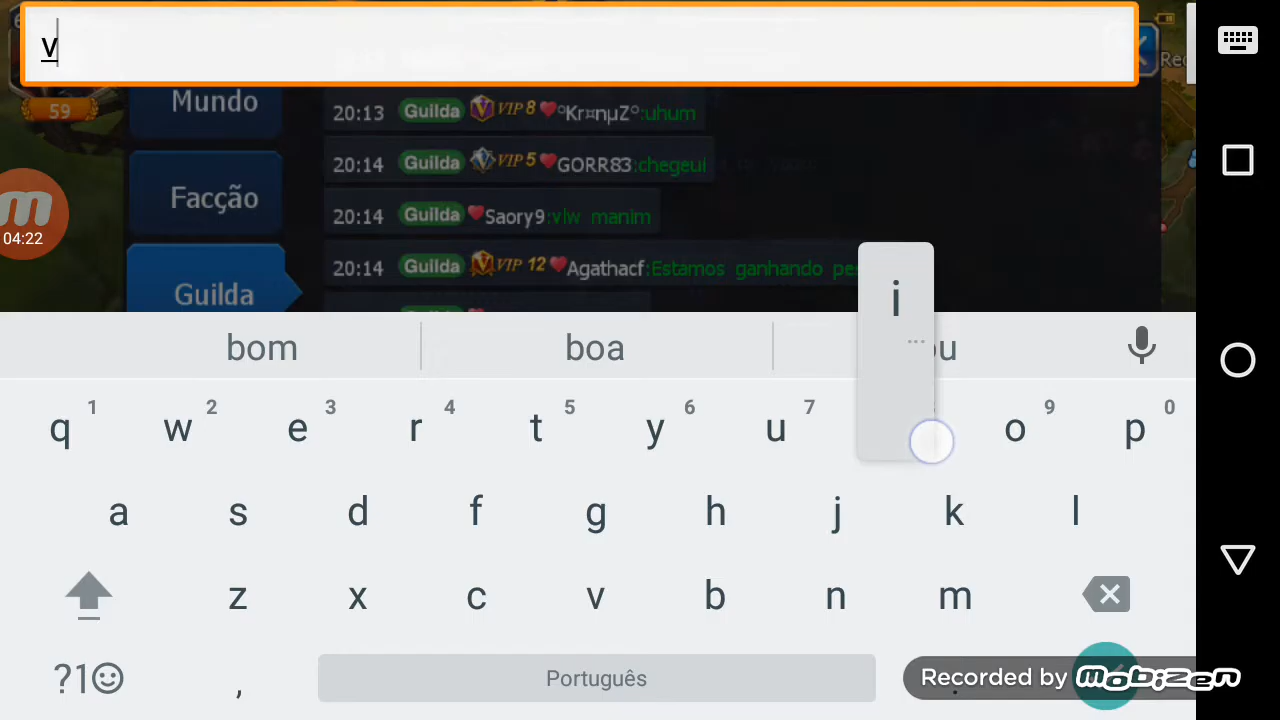 v
59
Mundo
Facção
Guilda
20:13 Guilda VIP 8 °Kr¤nµZ°:uhum
20:14 Guilda VIP 5 GORR83:chegeui
20:14 Guilda Saory9:vlw manim
20:14 Guilda VIP 12 Agathacf:Estamos ganhando
04:22
bom boa
i
...
q 1 w 2 e 3 r 4 t 5 y 6 u 7 o 9 p 0
a s d f g h j k l
z x c v b n m
?1 , Português
Recorded by mobizen